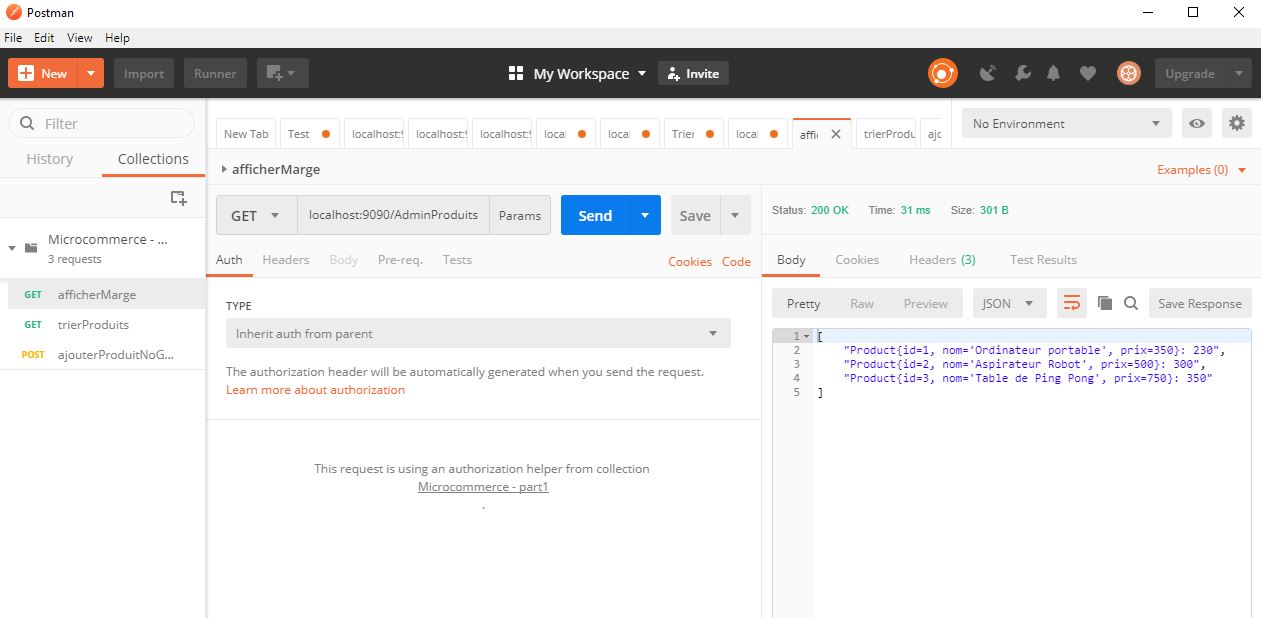 Postman
File Edit View Help
New Import Runner My Workspace Invite Upgrade
Filter
History Collections
Microcommerce - ...
3 requests
GET afficherMarge
GET trierProduits
POST ajouterProduitNoG...
New Tab Test localhost:9 localhost:9 localhost:9 local local Trier local affi trierProdu ajo
No Environment
afficherMarge
Examples (0)
GET localhost:9090/AdminProduits Params Send Save
Status: 200 OK Time: 31 ms Size: 301 B
Auth Headers Body Pre-req. Tests Cookies Code
Body Cookies Headers (3) Test Results
TYPE
Inherit auth from parent
The authorization header will be automatically generated when you send the request.
Learn more about authorization
This request is using an authorization helper from collection
Microcommerce - part1
.
Pretty Raw Preview JSON Save Response
1 [
2 "Product{id=1, nom='Ordinateur portable', prix=350}: 230",
3 "Product{id=2, nom='Aspirateur Robot', prix=500}: 300",
4 "Product{id=3, nom='Table de Ping Pong', prix=750}: 350"
5 ]